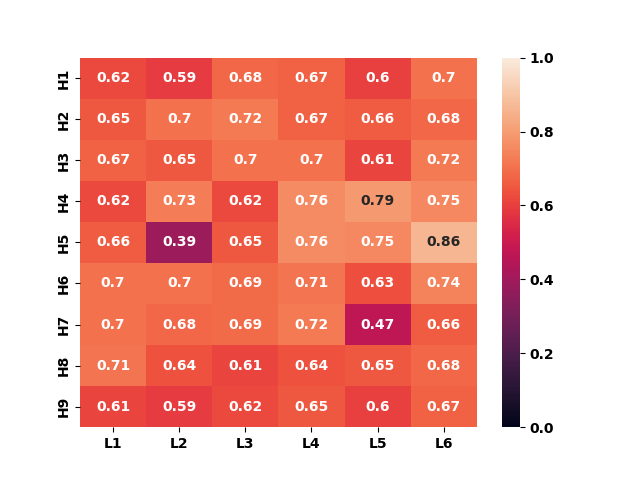 H1 0.62 0.59 0.68 0.67 0.6 0.7
H2 0.65 0.7 0.72 0.67 0.66 0.68
H3 0.67 0.65 0.7 0.7 0.61 0.72
H4 0.62 0.73 0.62 0.76 0.79 0.75
H5 0.66 0.39 0.65 0.76 0.75 0.86
H6 0.7 0.7 0.69 0.71 0.63 0.74
H7 0.7 0.68 0.69 0.72 0.47 0.66
H8 0.71 0.64 0.61 0.64 0.65 0.68
H9 0.61 0.59 0.62 0.65 0.6 0.67
L1 L2 L3 L4 L5 L6
1.0
0.8
0.6
0.4
0.2
0.0